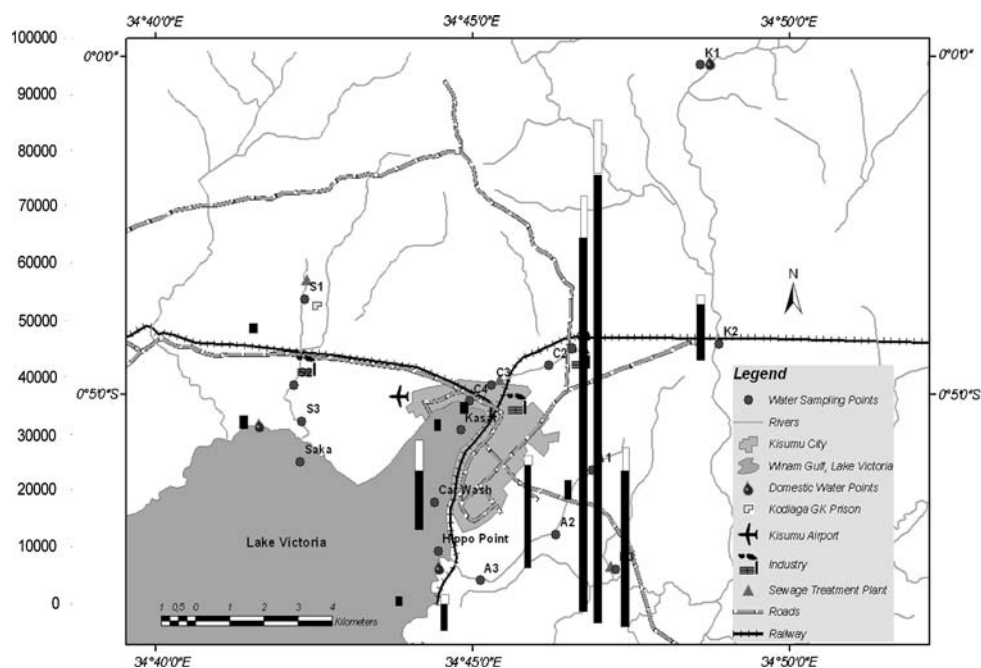 34°40'0"E 34°45'0"E 34°50'0"E
100000
0°0'0"
90000
80000
70000
60000
50000
40000
30000
20000
10000
0
0°0'0"
0°5'0"S
K1
N
S1
K2
C2
C3
S2
C4
Kasat
S3
Saka
Car Wash
A2
Hippo Point
Lake Victoria
A3
1 0,5 0 1 2 3 4
Kilometers
Legend
Water Sampling Points
Rivers
Kisumu City
Winam Gulf, Lake Victoria
Domestic Water Points
Kodiaga GK Prison
Kisumu Airport
Industry
Sewage Treatment Plant
Roads
Railway
34°40'0"E 34°45'0"E 34°50'0"E